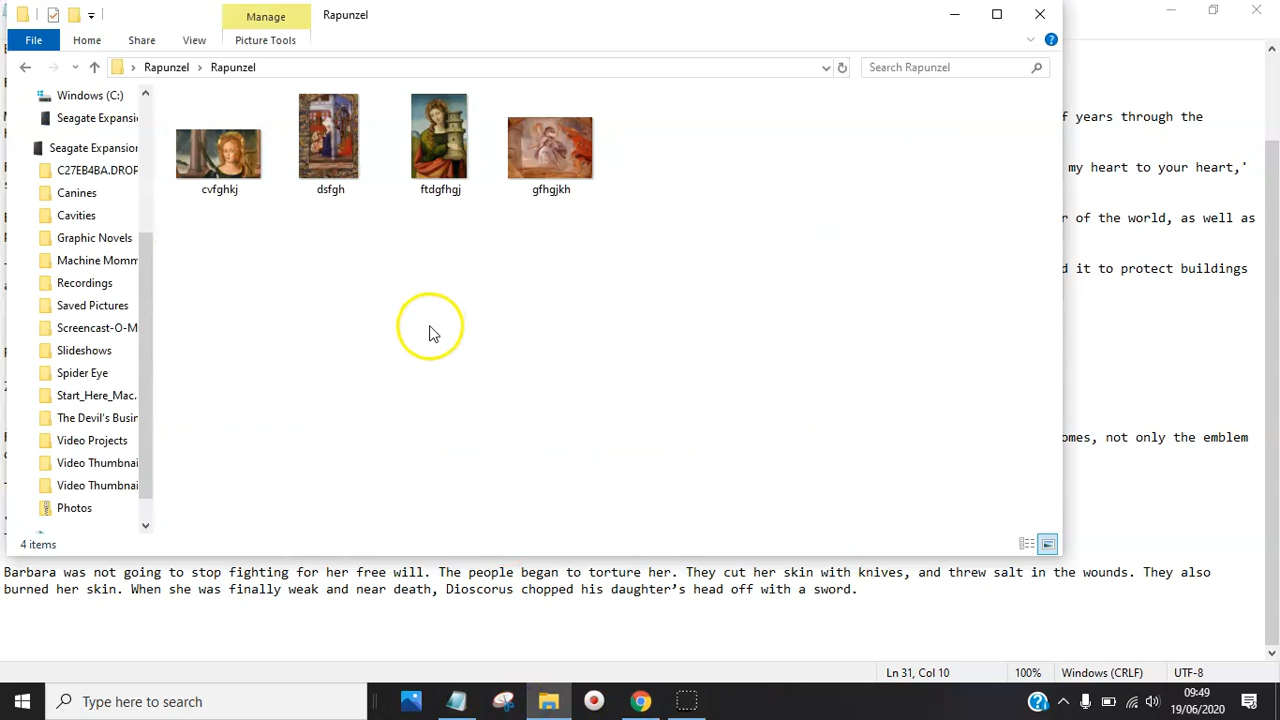 Manage
Rapunzel
File
Home
Share
View
Picture Tools
Rapunzel
Rapunzel
Search Rapunzel
Windows (C:)
Seagate Expansi
Seagate Expansion
C27EB4BA.DROP
Canines
Cavities
Graphic Novels
Machine Momm
Recordings
Saved Pictures
Screencast-O-M
Slideshows
Spider Eye
Start_Here_Mac.
The Devil's Busin
Video Projects
Video Thumbnai
Video Thumbnai
Photos
cvfghkj
dsfgh
ftdgfhgj
gfhgjkh
4 items
f years through the
my heart to your heart,'
r of the world, as well as
d it to protect buildings
omes, not only the emblem
Barbara was not going to stop fighting for her free will. The people began to torture her. They cut her skin with knives, and threw salt in the wounds. They also
burned her skin. When she was finally weak and near death, Dioscorus chopped his daughter’s head off with a sword.
Ln 31, Col 10
100%
Windows (CRLF)
UTF-8
Type here to search
09:49
19/06/2020